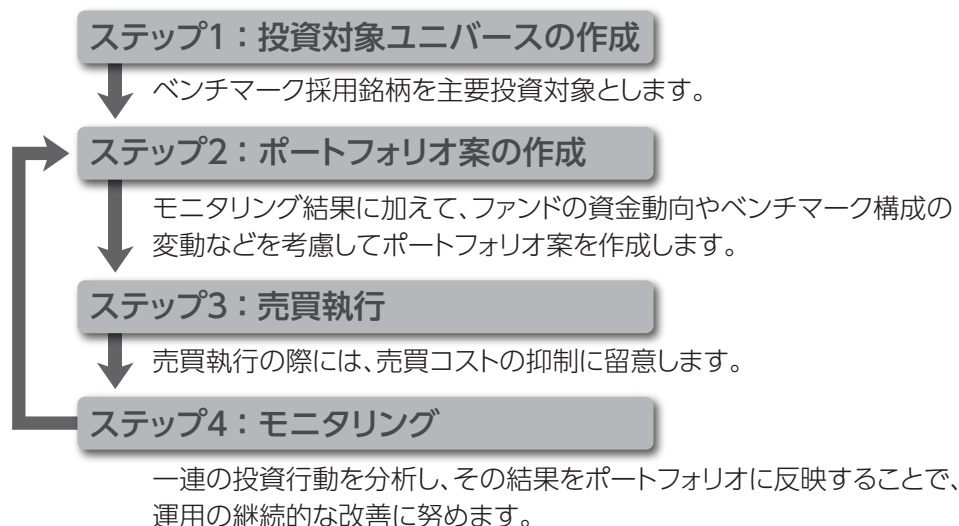 ステップ1：投資対象ユニバースの作成
ベンチマーク採用銘柄を主要投資対象とします。
ステップ2：ポートフォリオ案の作成
モニタリング結果に加えて、ファンドの資金動向やベンチマーク構成の
変動などを考慮してポートフォリオ案を作成します。
ステップ3：売買執行
売買執行の際には、売買コストの抑制に留意します。
ステップ4：モニタリング
一連の投資行動を分析し、その結果をポートフォリオに反映することで、
運用の継続的な改善に努めます。